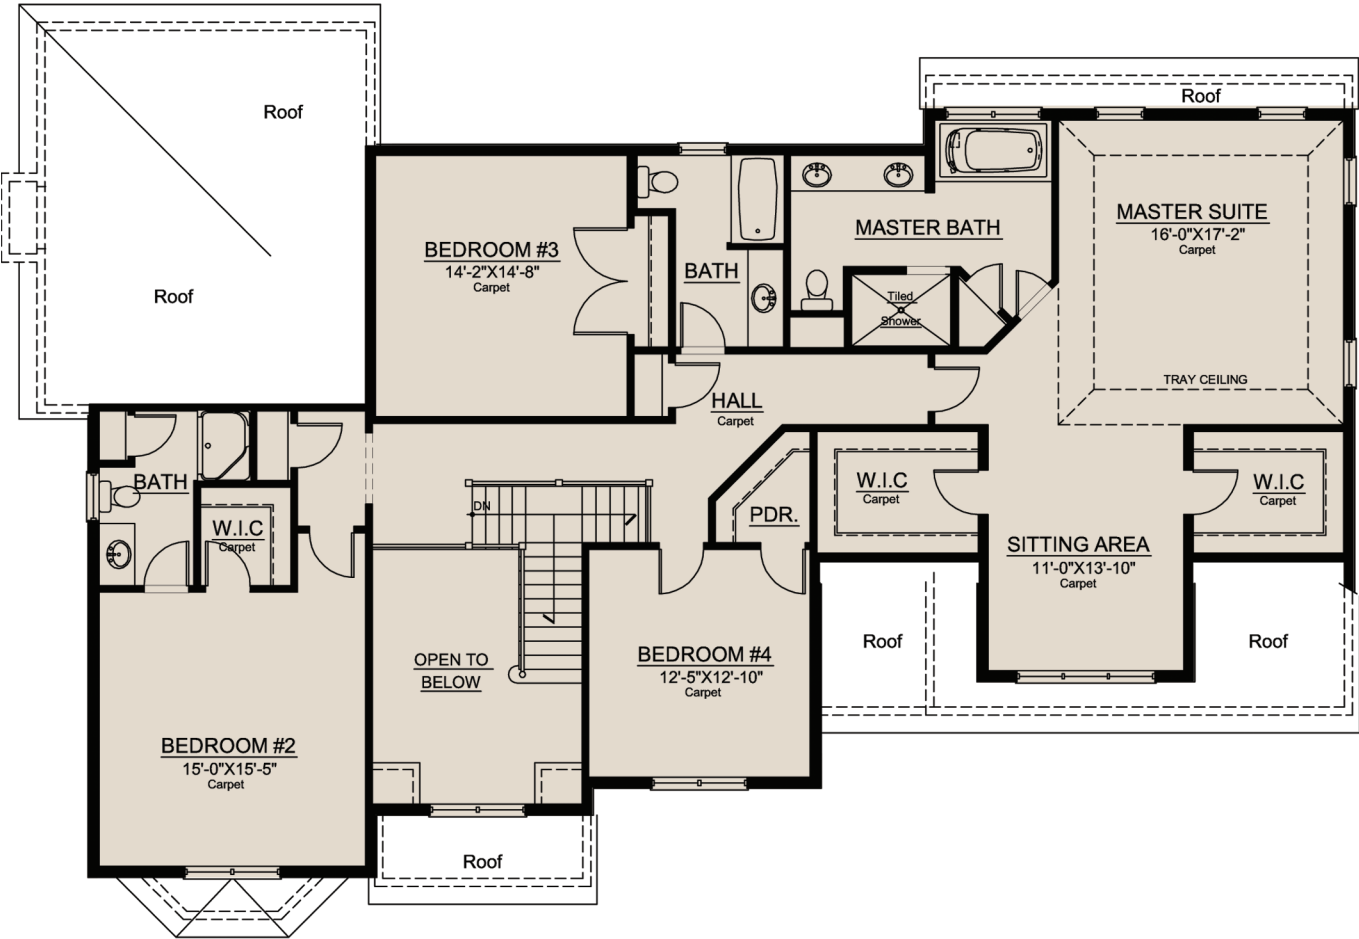 Roof
Roof
Roof
BEDROOM #3
14'-2"X14'-8"
Carpet
BATH
MASTER BATH
Tiled
Shower
MASTER SUITE
16'-0"X17'-2"
Carpet
TRAY CEILING
HALL
Carpet
BATH
W.I.C
Carpet
DN
PDR.
W.I.C
Carpet
W.I.C
Carpet
SITTING AREA
11'-0"X13'-10"
Carpet
OPEN TO
BELOW
BEDROOM #4
12'-5"X12'-10"
Carpet
Roof
Roof
BEDROOM #2
15'-0"X15'-5"
Carpet
Roof